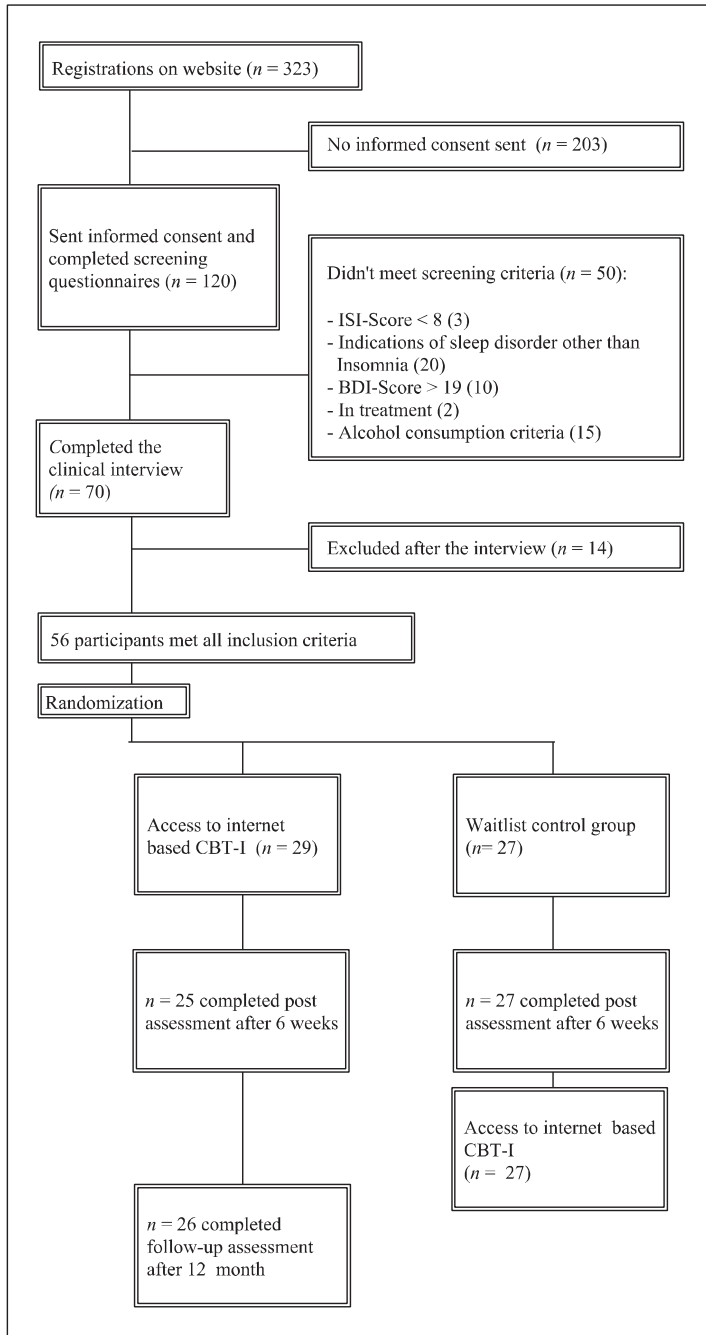 Registrations on website (n = 323)
No informed consent sent (n = 203)
Sent informed consent and
completed screening
questionnaires (n = 120)
Didn't meet screening criteria (n = 50):
- ISI-Score < 8 (3)
- Indications of sleep disorder other than
Insomnia (20)
- BDI-Score > 19 (10)
- In treatment (2)
- Alcohol consumption criteria (15)
Completed the
clinical interview
(n = 70)
Excluded after the interview (n = 14)
56 participants met all inclusion criteria
Randomization
Access to internet
based CBT-I (n = 29)
Waitlist control group
(n= 27)
n = 25 completed post
assessment after 6 weeks
n = 27 completed post
assessment after 6 weeks
Access to internet based
CBT-I
(n = 27)
n = 26 completed
follow-up assessment
after 12 month